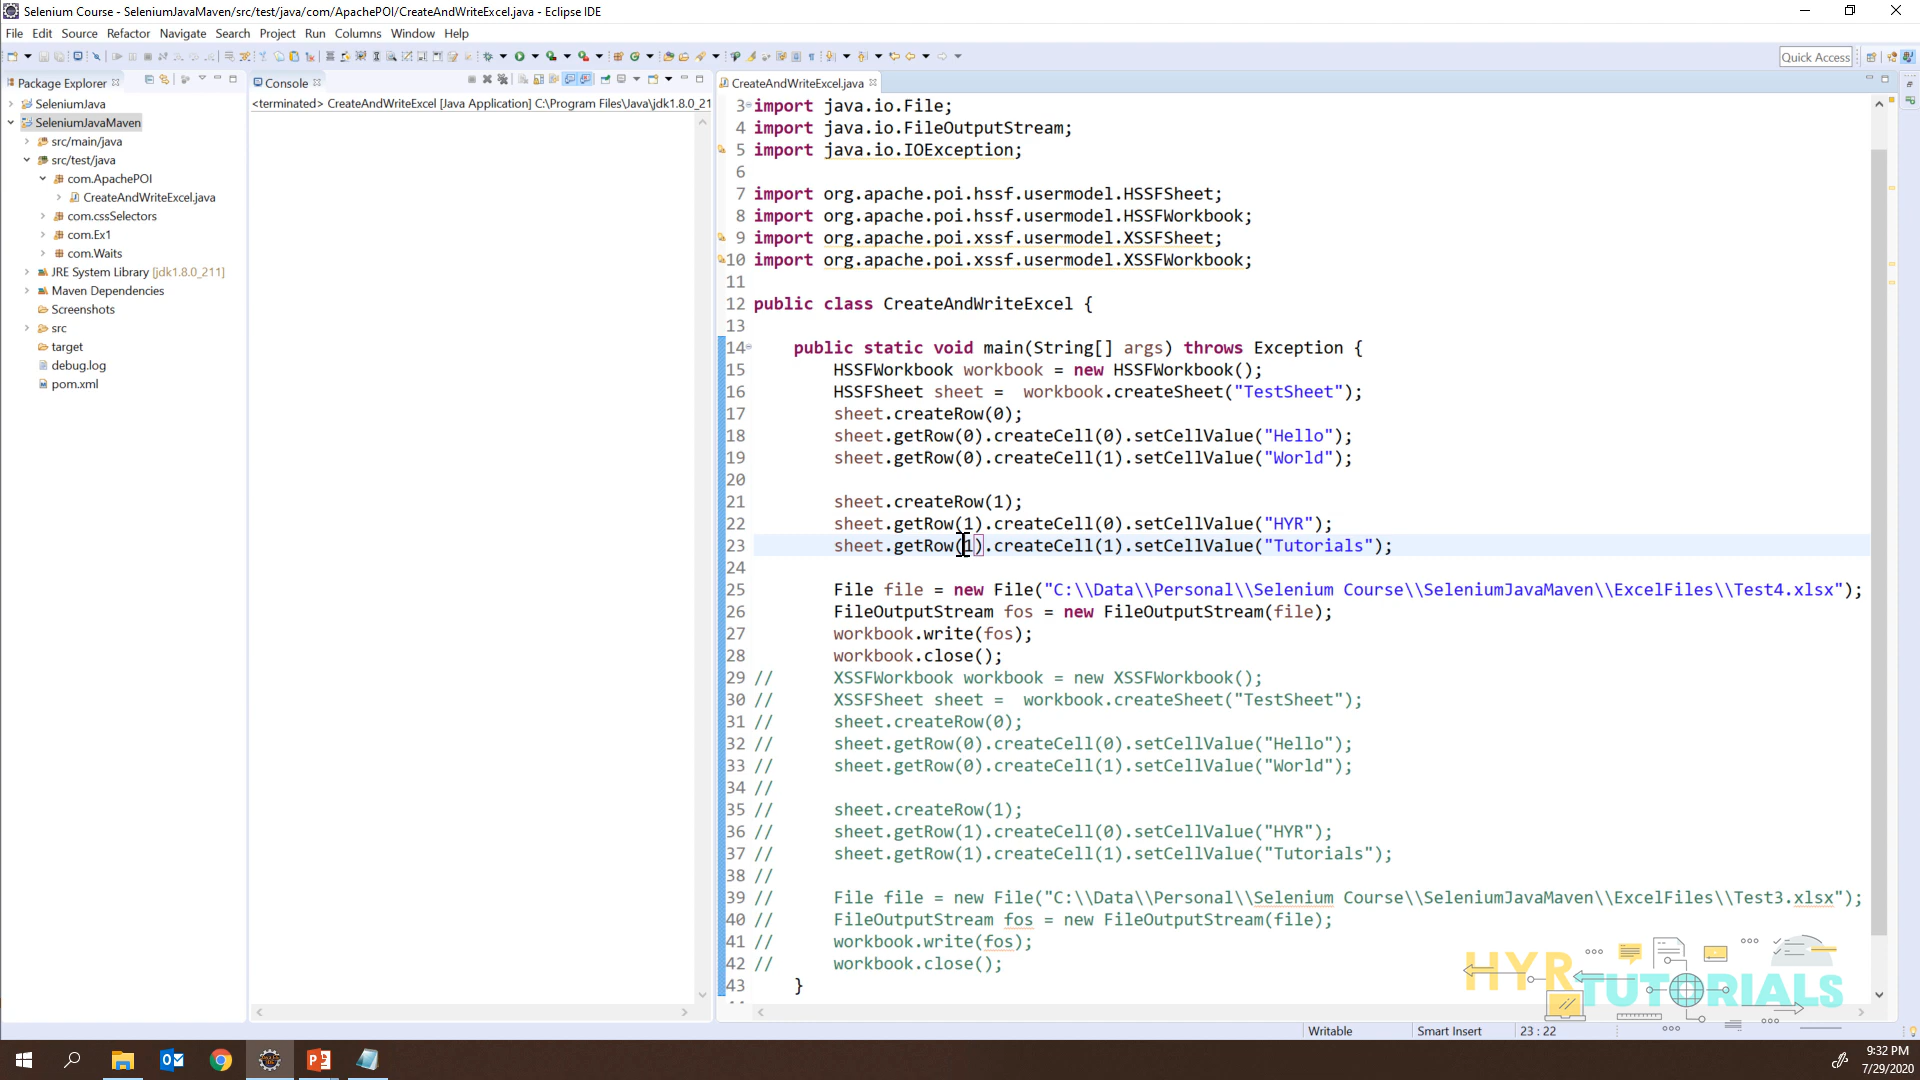 Selenium Course - SeleniumJavaMaven/src/test/java/com/ApachePOI/CreateAndWriteExcel.java - Eclipse IDE
File Edit Source Refactor Navigate Search Project Run Columns Window Help
Quick Access
Package Explorer
SeleniumJava
SeleniumJavaMaven
src/main/java
src/test/java
com.ApachePOI
CreateAndWriteExcel.java
com.cssSelectors
com.Ex1
com.Waits
JRE System Library [jdk1.8.0_211]
Maven Dependencies
Screenshots
src
target
debug.log
pom.xml
Console
<terminated> CreateAndWriteExcel [Java Application] C:\Program Files\Java\jdk1.8.0_21
CreateAndWriteExcel.java
3 import java.io.File;
4 import java.io.FileOutputStream;
5 import java.io.IOException;
6
7 import org.apache.poi.hssf.usermodel.HSSFSheet;
8 import org.apache.poi.hssf.usermodel.HSSFWorkbook;
9 import org.apache.poi.xssf.usermodel.XSSFSheet;
10 import org.apache.poi.xssf.usermodel.XSSFWorkbook;
11
12 public class CreateAndWriteExcel {
13
14 public static void main(String[] args) throws Exception {
15 HSSFWorkbook workbook = new HSSFWorkbook();
16 HSSFSheet sheet =  workbook.createSheet("TestSheet");
17 sheet.createRow(0);
18 sheet.getRow(0).createCell(0).setCellValue("Hello");
19 sheet.getRow(0).createCell(1).setCellValue("World");
20
21 sheet.createRow(1);
22 sheet.getRow(1).createCell(0).setCellValue("HYR");
23 sheet.getRow(1).createCell(1).setCellValue("Tutorials");
24
25 File file = new File("C:\\Data\\Personal\\Selenium Course\\SeleniumJavaMaven\\ExcelFiles\\Test4.xlsx");
26 FileOutputStream fos = new FileOutputStream(file);
27 workbook.write(fos);
28 workbook.close();
29 // XSSFWorkbook workbook = new XSSFWorkbook();
30 // XSSFSheet sheet =  workbook.createSheet("TestSheet");
31 // sheet.createRow(0);
32 // sheet.getRow(0).createCell(0).setCellValue("Hello");
33 // sheet.getRow(0).createCell(1).setCellValue("World");
34 //
35 // sheet.createRow(1);
36 // sheet.getRow(1).createCell(0).setCellValue("HYR");
37 // sheet.getRow(1).createCell(1).setCellValue("Tutorials");
38 //
39 // File file = new File("C:\\Data\\Personal\\Selenium Course\\SeleniumJavaMaven\\ExcelFiles\\Test3.xlsx");
40 // FileOutputStream fos = new FileOutputStream(file);
41 // workbook.write(fos);
42 // workbook.close();
43 }
HYR TUTORIALS
Writable Smart Insert 23 : 22
9:32 PM
7/29/2020